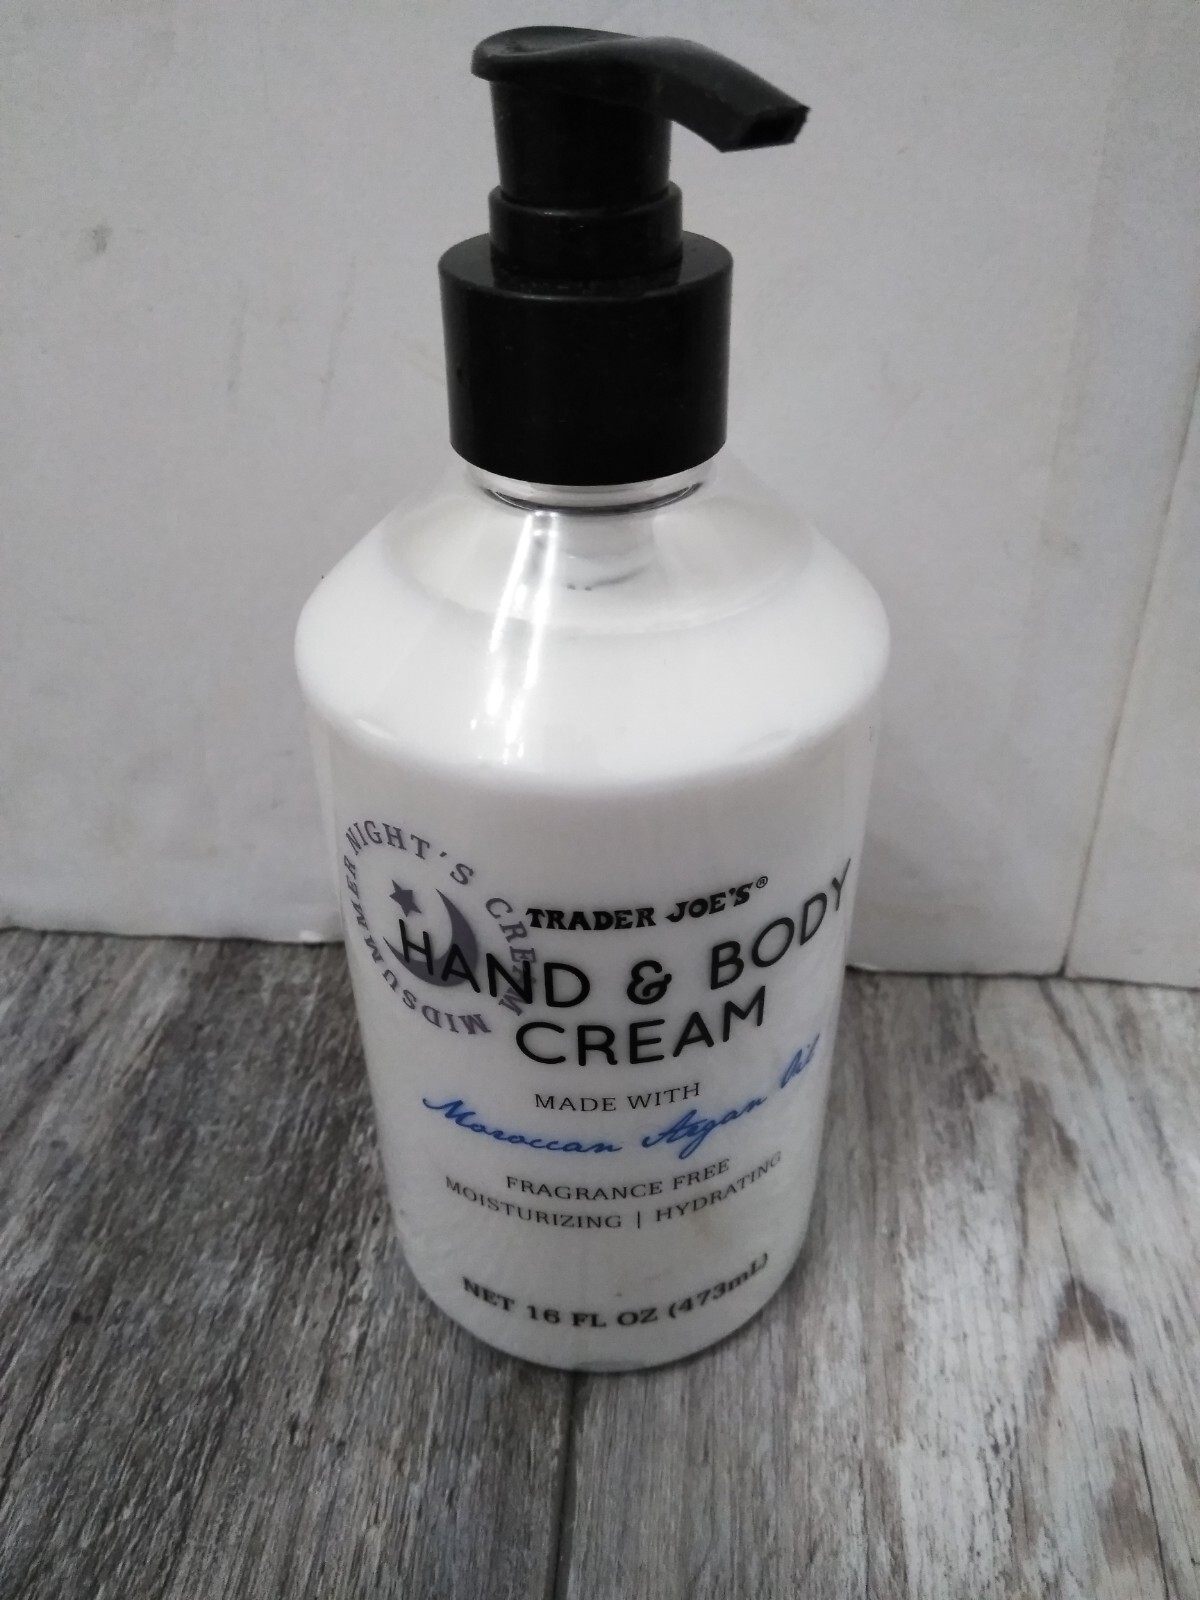 MIDSUMMER NIGHT'S CREAM
TRADER JOE'S®
HAND & BODY
CREAM
MADE WITH
Moroccan Argan Oil
FRAGRANCE FREE
MOISTURIZING | HYDRATING
NET 16 FL OZ (473mL)